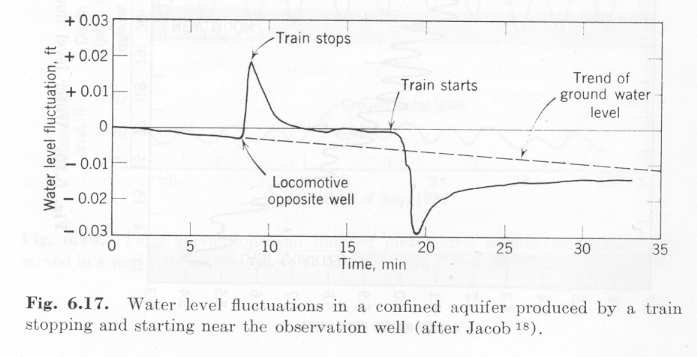 + 0.03
+ 0.02
+ 0.01
0
− 0.01
− 0.02
− 0.03
Water level fluctuation, ft
Train stops
Train starts
Trend of
ground water
level
Locomotive
opposite well
0 5 10 15 20 25 30 35
Time, min
Fig. 6.17. Water level fluctuations in a confined aquifer produced by a train
stopping and starting near the observation well (after Jacob 18).